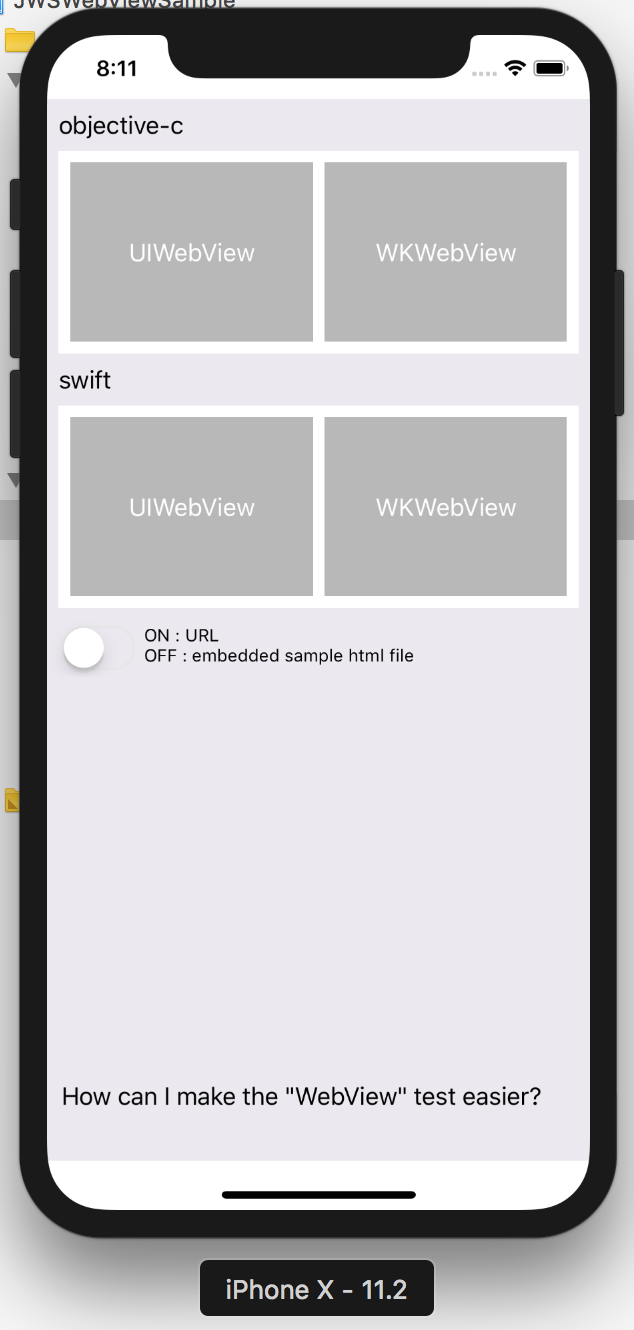 JWSWebViewSample
8:11
objective-c
UIWebView WKWebView
swift
UIWebView WKWebView
ON : URL
OFF : embedded sample html file
How can I make the "WebView" test easier?
iPhone X - 11.2